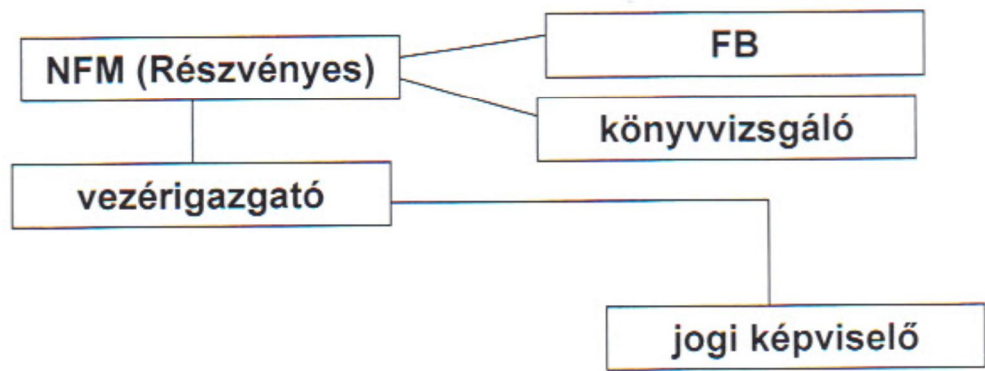 NFM (Részvényes)
FB
könyvvizsgáló
vezérigazgató
jogi képviselő